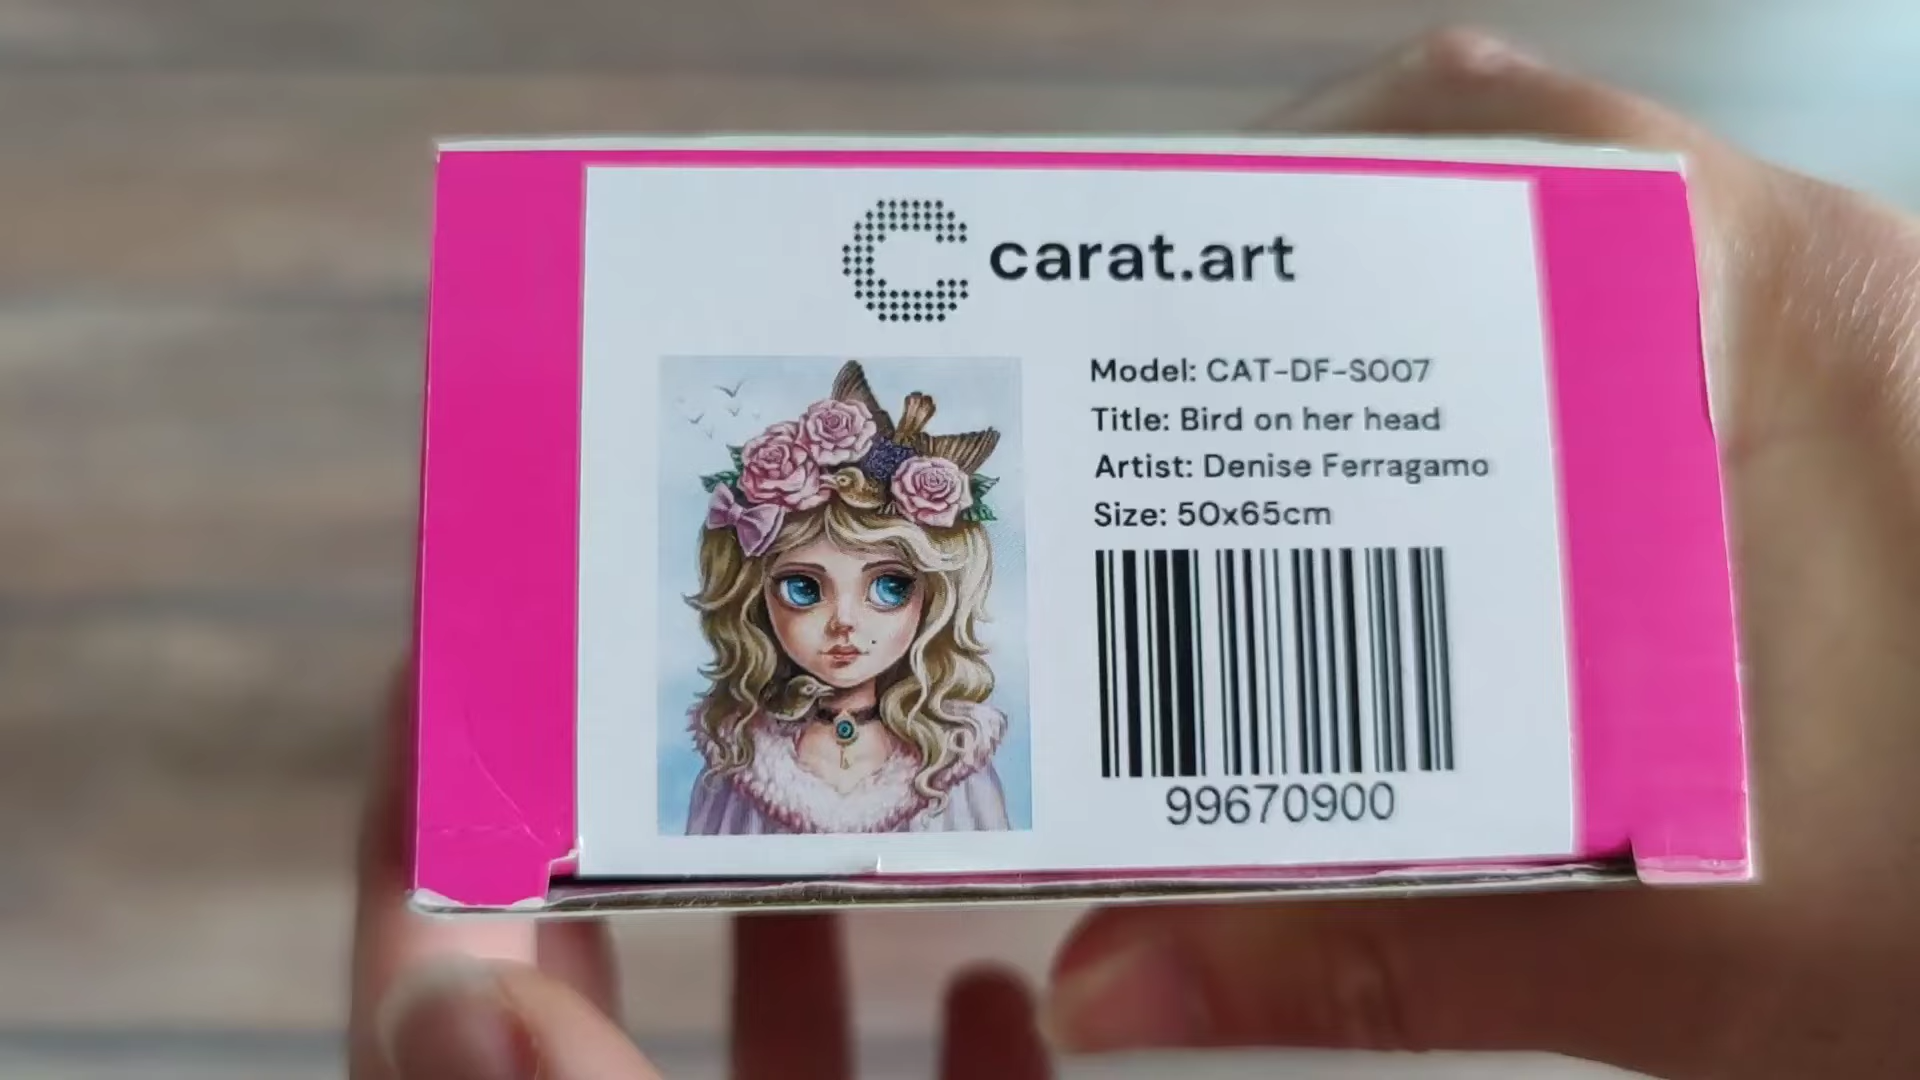 carat.art
Model: CAT-DF-S007
Title: Bird on her head
Artist: Denise Ferragamo
Size: 50x65cm
99670900